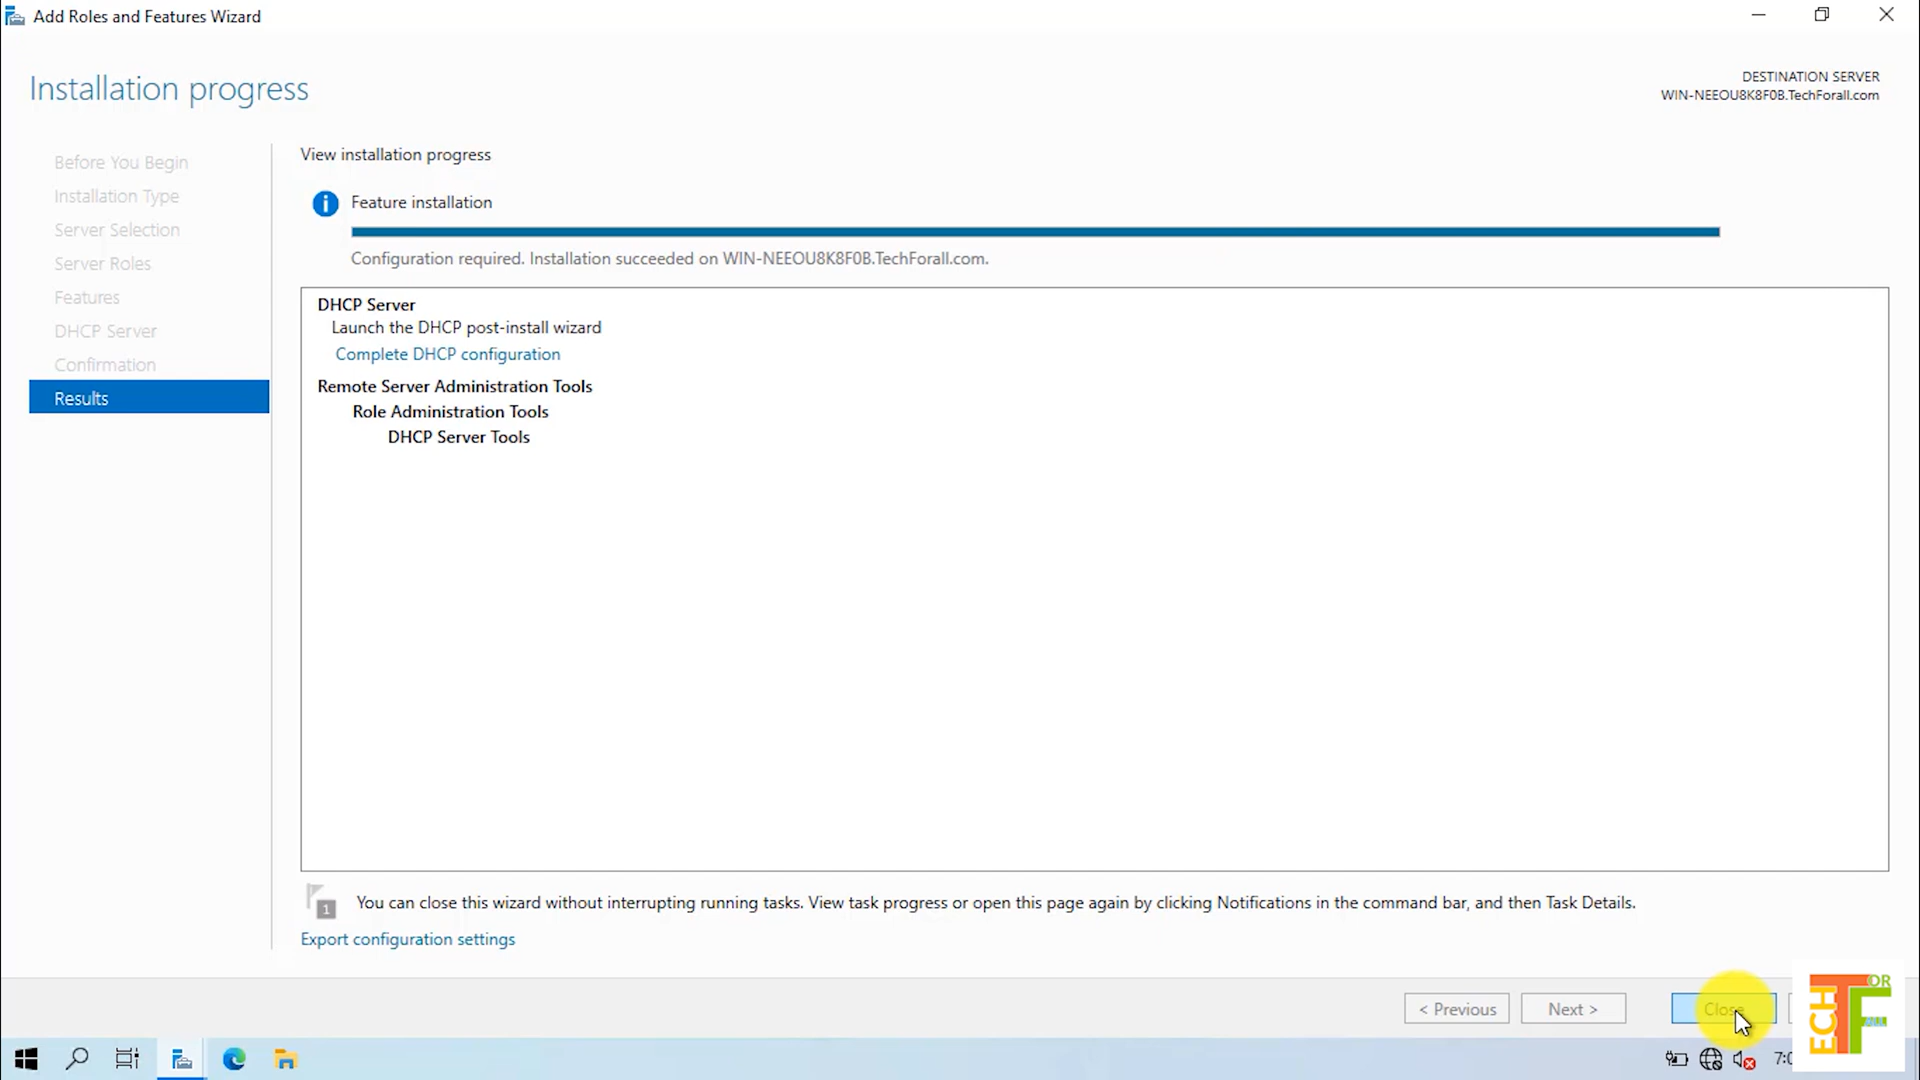 Add Roles and Features Wizard
Installation progress
DESTINATION SERVER
WIN-NEEOU8K8F0B.TechForall.com
Before You Begin
Installation Type
Server Selection
Server Roles
Features
DHCP Server
Confirmation
Results
View installation progress
Feature installation
Configuration required. Installation succeeded on WIN-NEEOU8K8F0B.TechForall.com.
DHCP Server
Launch the DHCP post-install wizard
Complete DHCP configuration
Remote Server Administration Tools
Role Administration Tools
DHCP Server Tools
1
You can close this wizard without interrupting running tasks. View task progress or open this page again by clicking Notifications in the command bar, and then Task Details.
Export configuration settings
< Previous
Next >
Close
TECH
F
OR
ALL